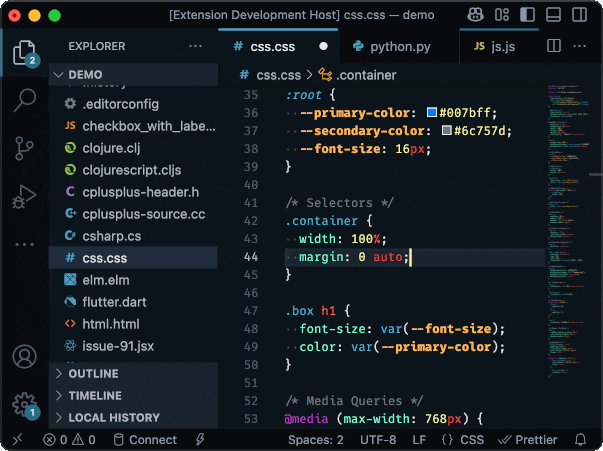 [Extension Development Host] css.css — demo
EXPLORER
css.css
python.py
js.js
2
DEMO
.editorconfig
checkbox_with_labe...
clojure.clj
clojurescript.cljs
cplusplus-header.h
cplusplus-source.cc
csharp.cs
css.css
elm.elm
flutter.dart
html.html
issue-91.jsx
OUTLINE
TIMELINE
LOCAL HISTORY
1
# css.css > .container
35 :root {
36 --primary-color: #007bff;
37 --secondary-color: #6c757d;
38 --font-size: 16px;
39 }
40
41 /* Selectors */
42 .container {
43 width: 100%;
44 margin: 0 auto;
45 }
46
47 .box h1 {
48 font-size: var(--font-size);
49 color: var(--primary-color);
50 }
51
52 /* Media Queries */
53 @media (max-width: 768px) {
0 0 Connect Spaces: 2 UTF-8 LF {} CSS Prettier